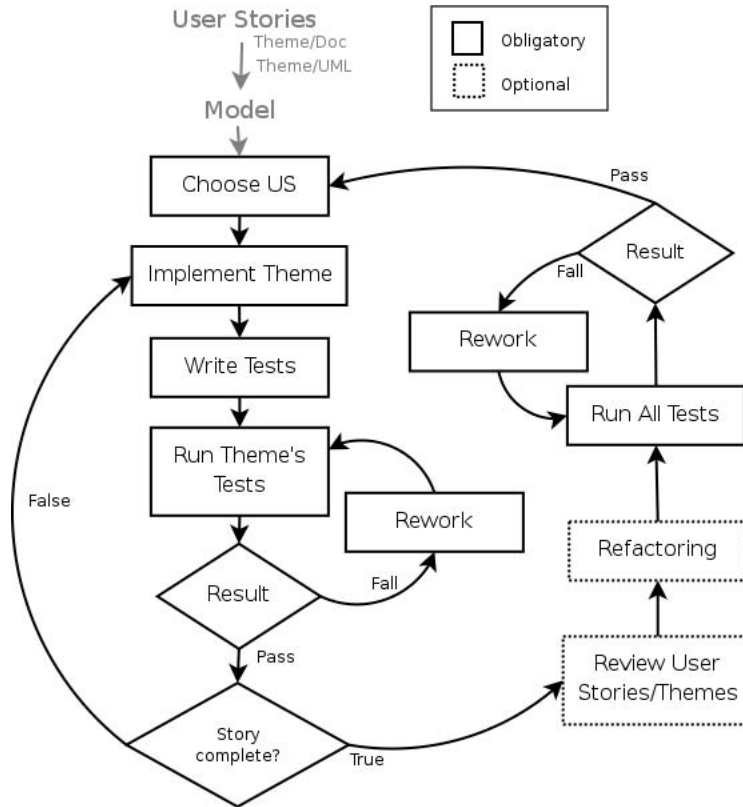 User Stories
Theme/Doc
Theme/UML
Model
Obligatory
Optional
Choose US
Pass
Implement Theme
Result
Fall
Rework
Write Tests
Run All Tests
Run Theme's
Tests
False
Rework
Refactoring
Result
Fall
Pass
Review User
Stories/Themes
Story
complete?
True